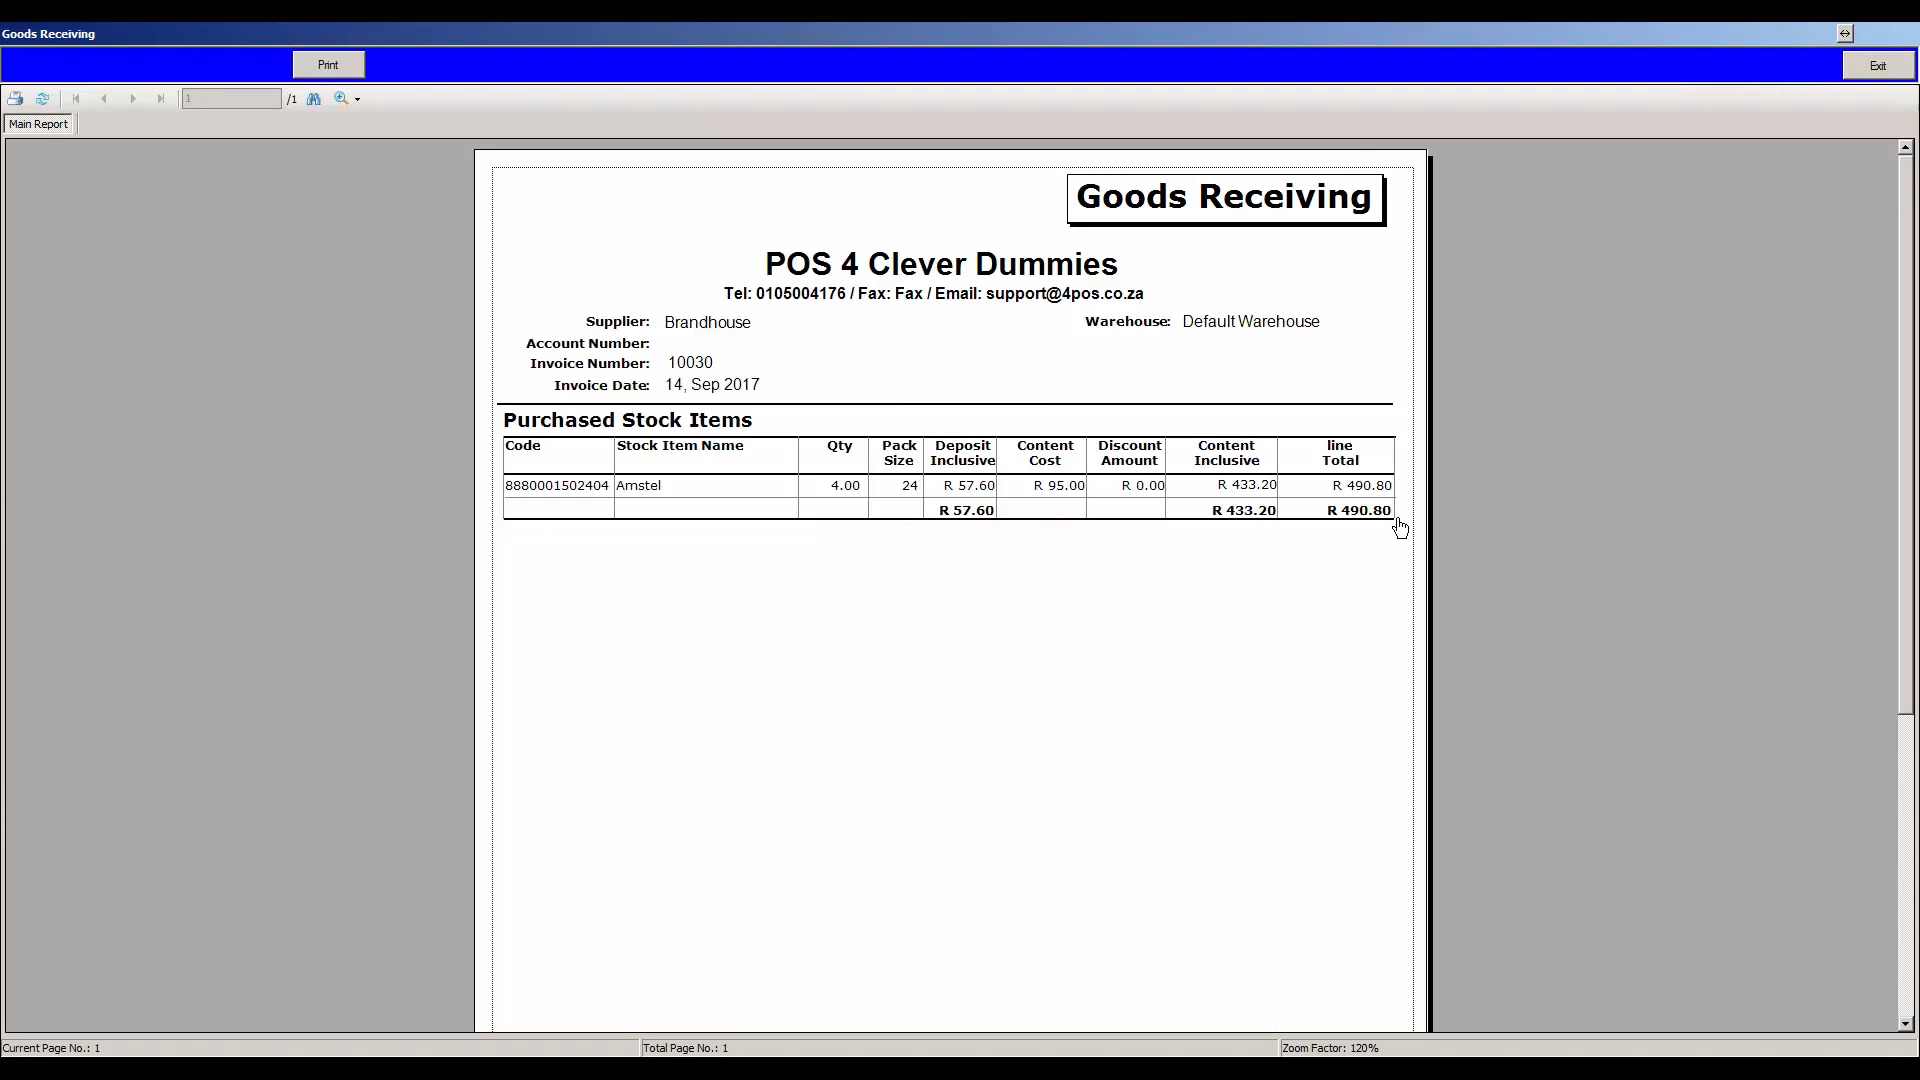 Goods Receiving
Print
Exit
1 /1
Main Report
Goods Receiving
POS 4 Clever Dummies
Tel: 0105004176 / Fax: Fax / Email: support@4pos.co.za
Supplier: Brandhouse Warehouse: Default Warehouse
Account Number:
Invoice Number: 10030
Invoice Date: 14, Sep 2017
Purchased Stock Items
Code Stock Item Name Qty Pack Size Deposit Inclusive Content Cost Discount Amount Content Inclusive line Total
8880001502404 Amstel 4.00 24 R 57.60 R 95.00 R 0.00 R 433.20 R 490.80
R 57.60 R 433.20 R 490.80
Current Page No.: 1 Total Page No.: 1 Zoom Factor: 120%